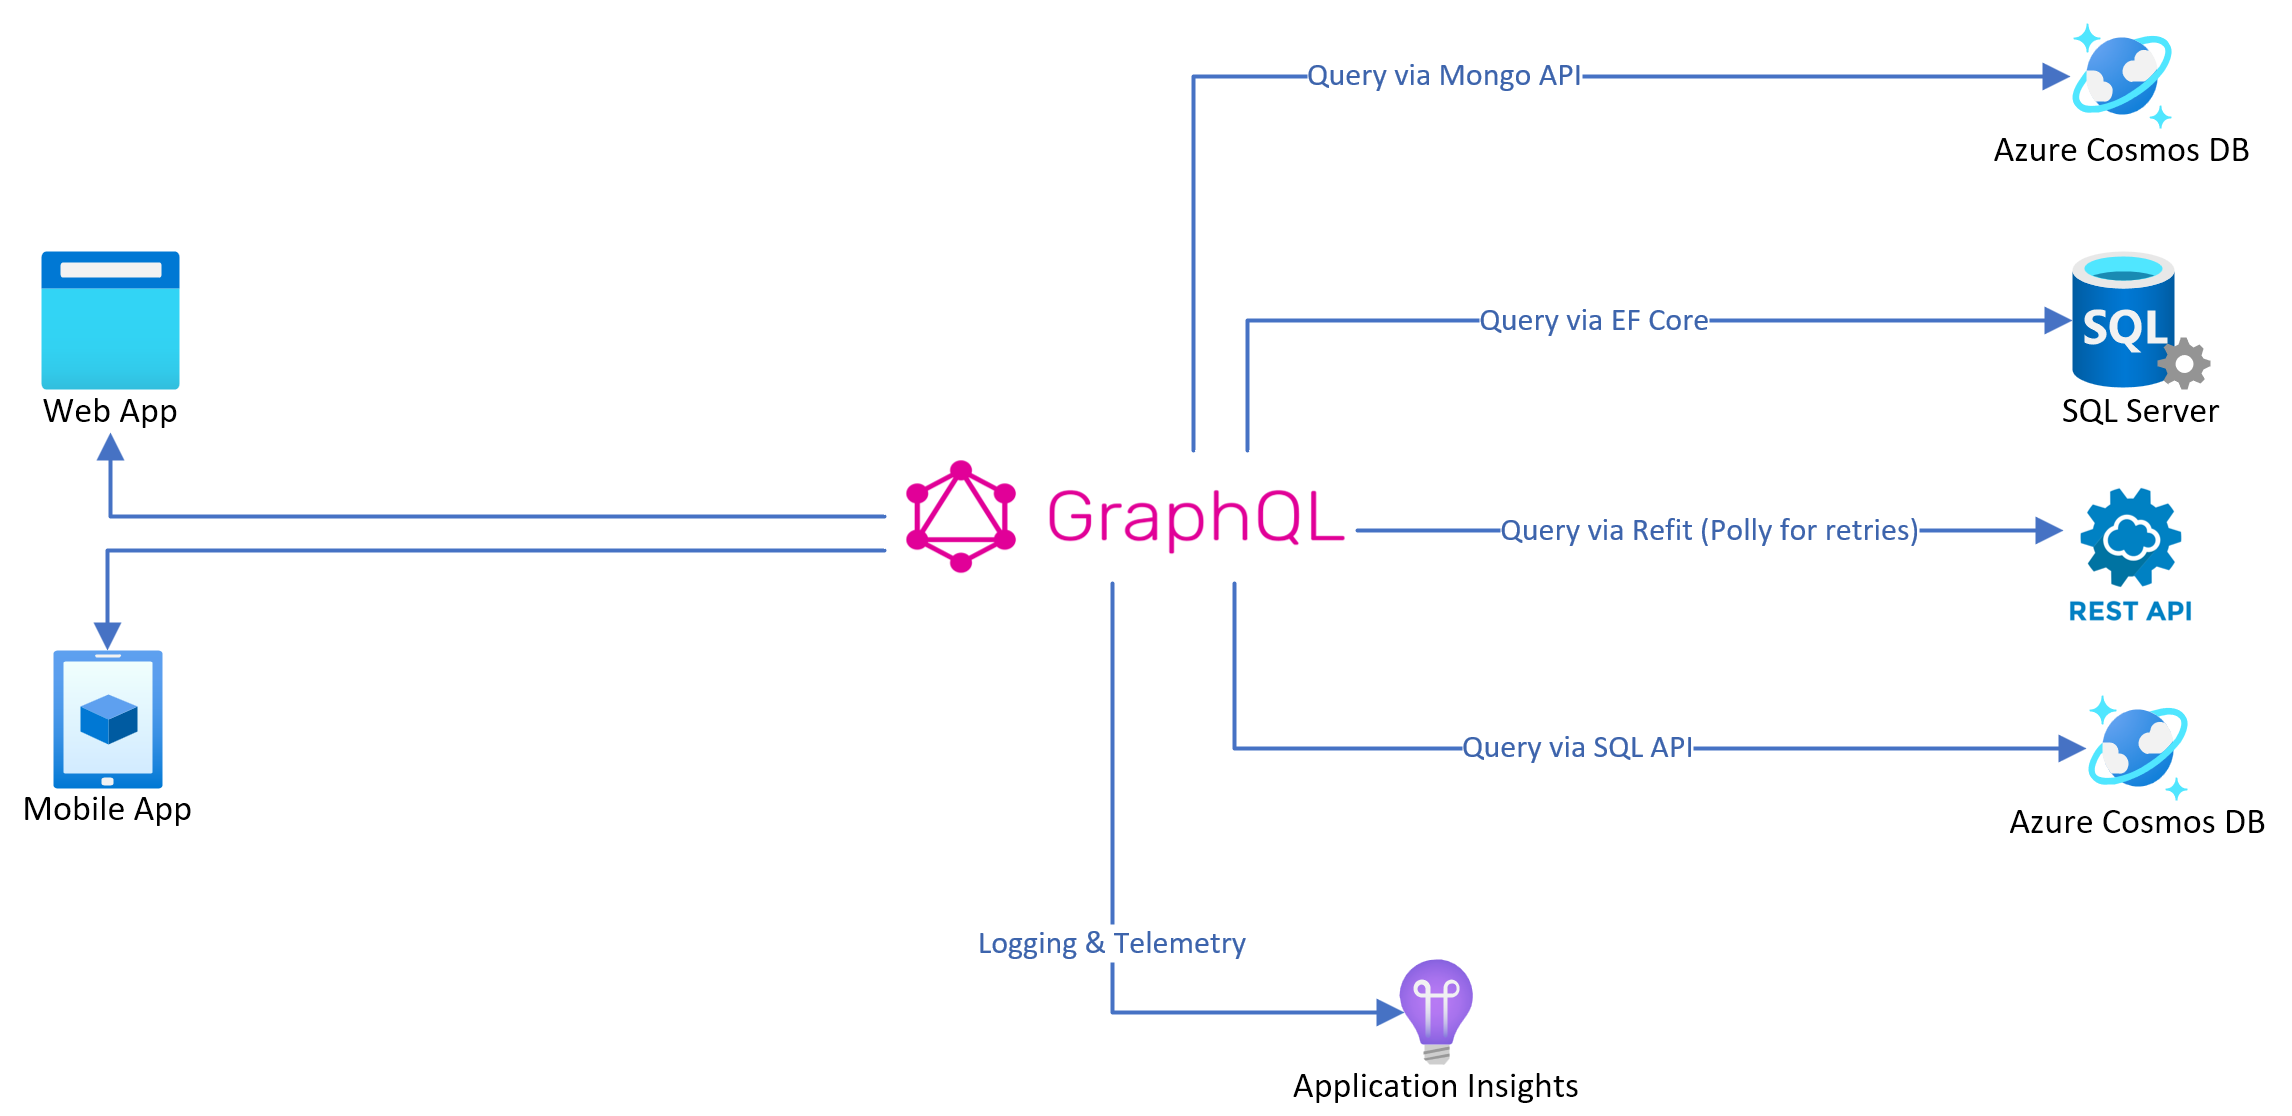 Query via Mongo API
Azure Cosmos DB
SQL
Query via EF Core
Web App
SQL Server
GraphQL
Query via Refit (Polly for retries)
REST API
Query via SQL API
Mobile App
Azure Cosmos DB
Logging & Telemetry
Application Insights